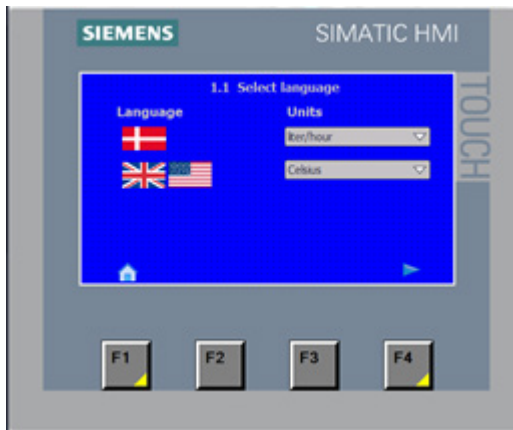 SIEMENS
SIMATIC HMI
TOUCH
1.1 Select language
Language
Units
liter/hour
Celsius
F1
F2
F3
F4